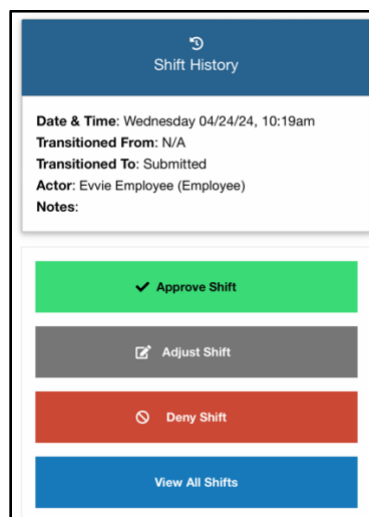 Shift History
Date & Time: Wednesday 04/24/24, 10:19am
Transitioned From: N/A
Transitioned To: Submitted
Actor: Evvie Employee (Employee)
Notes:
Approve Shift
Adjust Shift
Deny Shift
View All Shifts